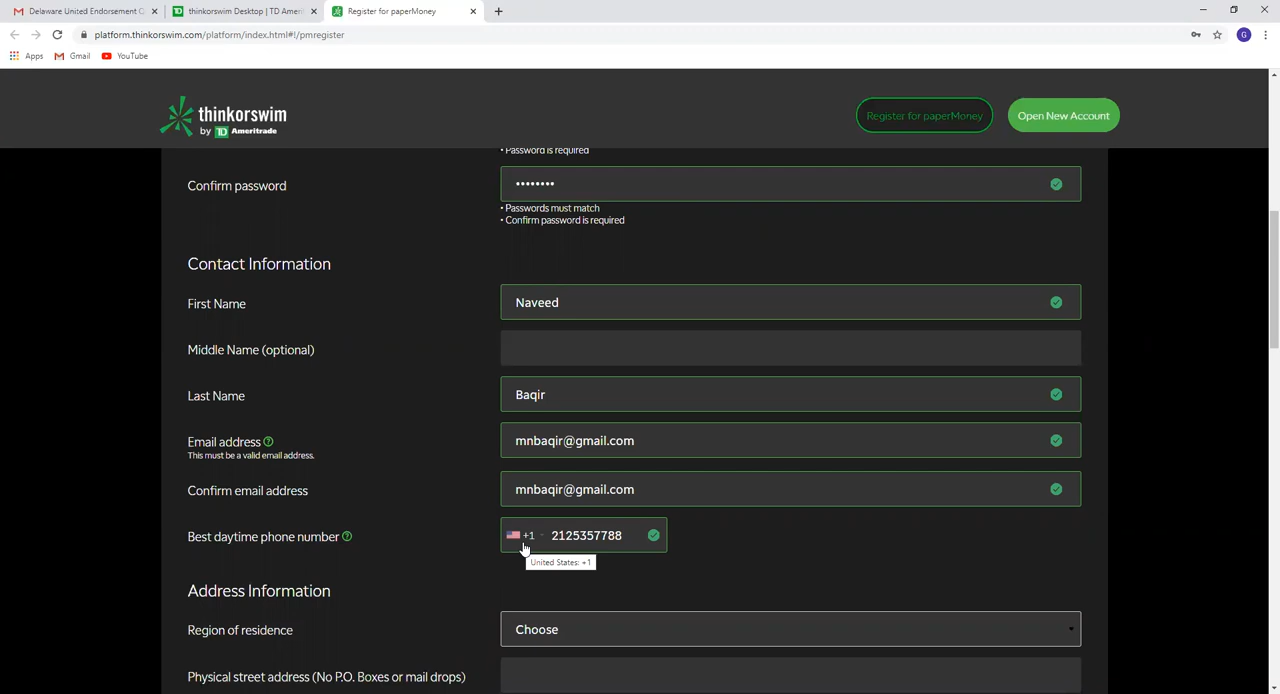 Delaware United Endorsement Q
thinkorswim Desktop | TD Ameri
Register for paperMoney
platform.thinkorswim.com/platform/index.html#!/pmregister
G
Apps Gmail YouTube
thinkorswim
by TD Ameritrade
Register for paperMoney
Open New Account
• Password is required
Confirm password ••••••••
• Passwords must match
• Confirm password is required
Contact Information
First Name Naveed
Middle Name (optional)
Last Name Baqir
Email address mnbaqir@gmail.com
This must be a valid email address.
Confirm email address mnbaqir@gmail.com
Best daytime phone number +1 2125357788
United States: +1
Address Information
Region of residence Choose
Physical street address (No P.O. Boxes or mail drops)